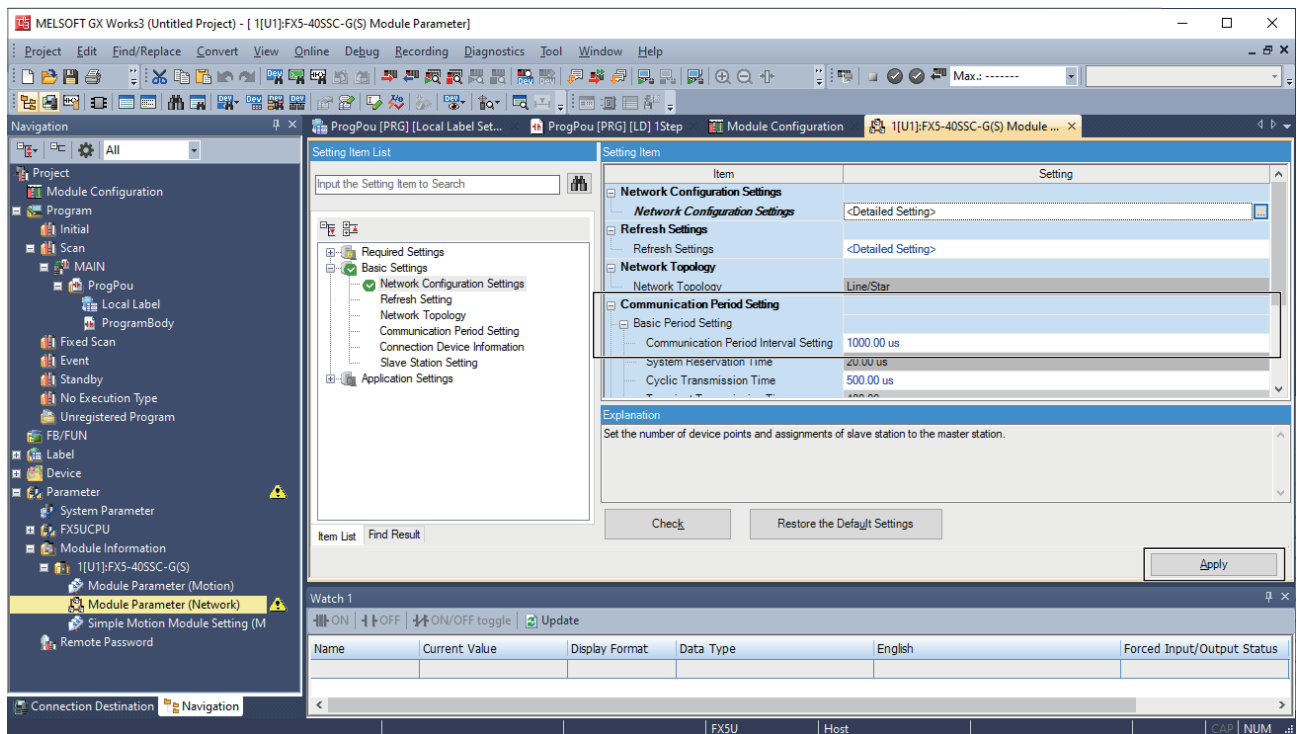 MELSOFT GX Works3 (Untitled Project) - [ 1[U1]:FX5-40SSC-G(S) Module Parameter]
Project Edit Find/Replace Convert View Online Debug Recording Diagnostics Tool Window Help
Max.: -------
Navigation
ProgPou [PRG] [Local Label Set...
ProgPou [PRG] [LD] 1Step
Module Configuration
1[U1]:FX5-40SSC-G(S) Module ...
All
Project
Module Configuration
Program
Initial
Scan
MAIN
ProgPou
Local Label
ProgramBody
Fixed Scan
Event
Standby
No Execution Type
Unregistered Program
FB/FUN
Label
Device
Parameter
System Parameter
FX5UCPU
Module Information
1[U1]:FX5-40SSC-G(S)
Module Parameter (Motion)
Module Parameter (Network)
Simple Motion Module Setting (M
Remote Password
Connection Destination Navigation
Setting Item List
Input the Setting Item to Search
Required Settings
Basic Settings
Network Configuration Settings
Refresh Setting
Network Topology
Communication Period Setting
Connection Device Information
Slave Station Setting
Application Settings
Item List Find Result
Setting Item
Item Setting
Network Configuration Settings
Network Configuration Settings <Detailed Setting>
Refresh Settings
Refresh Settings <Detailed Setting>
Network Topology
Network Topology Line/Star
Communication Period Setting
Basic Period Setting
Communication Period Interval Setting 1000.00 us
System Reservation Time 20.00 us
Cyclic Transmission Time 500.00 us
Explanation
Set the number of device points and assignments of slave station to the master station.
Check Restore the Default Settings
Apply
Watch 1
ON OFF ON/OFF toggle Update
Name Current Value Display Format Data Type English Forced Input/Output Status
FX5U Host CAP NUM